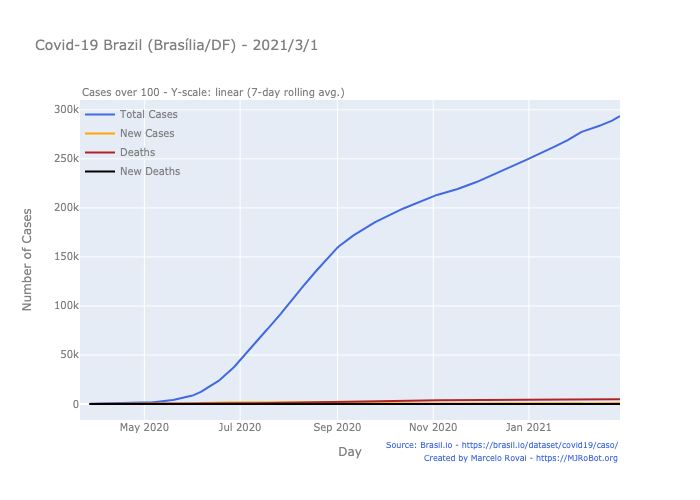 Covid-19 Brazil (Brasília/DF) - 2021/3/1
Cases over 100 - Y-scale: linear (7-day rolling avg.)
300k
250k
200k
150k
100k
50k
0
Total Cases
New Cases
Deaths
New Deaths
Number of Cases
May 2020
Jul 2020
Sep 2020
Nov 2020
Jan 2021
Day
Source: Brasil.io - https://brasil.io/dataset/covid19/caso/
Created by Marcelo Rovai - https://MJRoBot.org